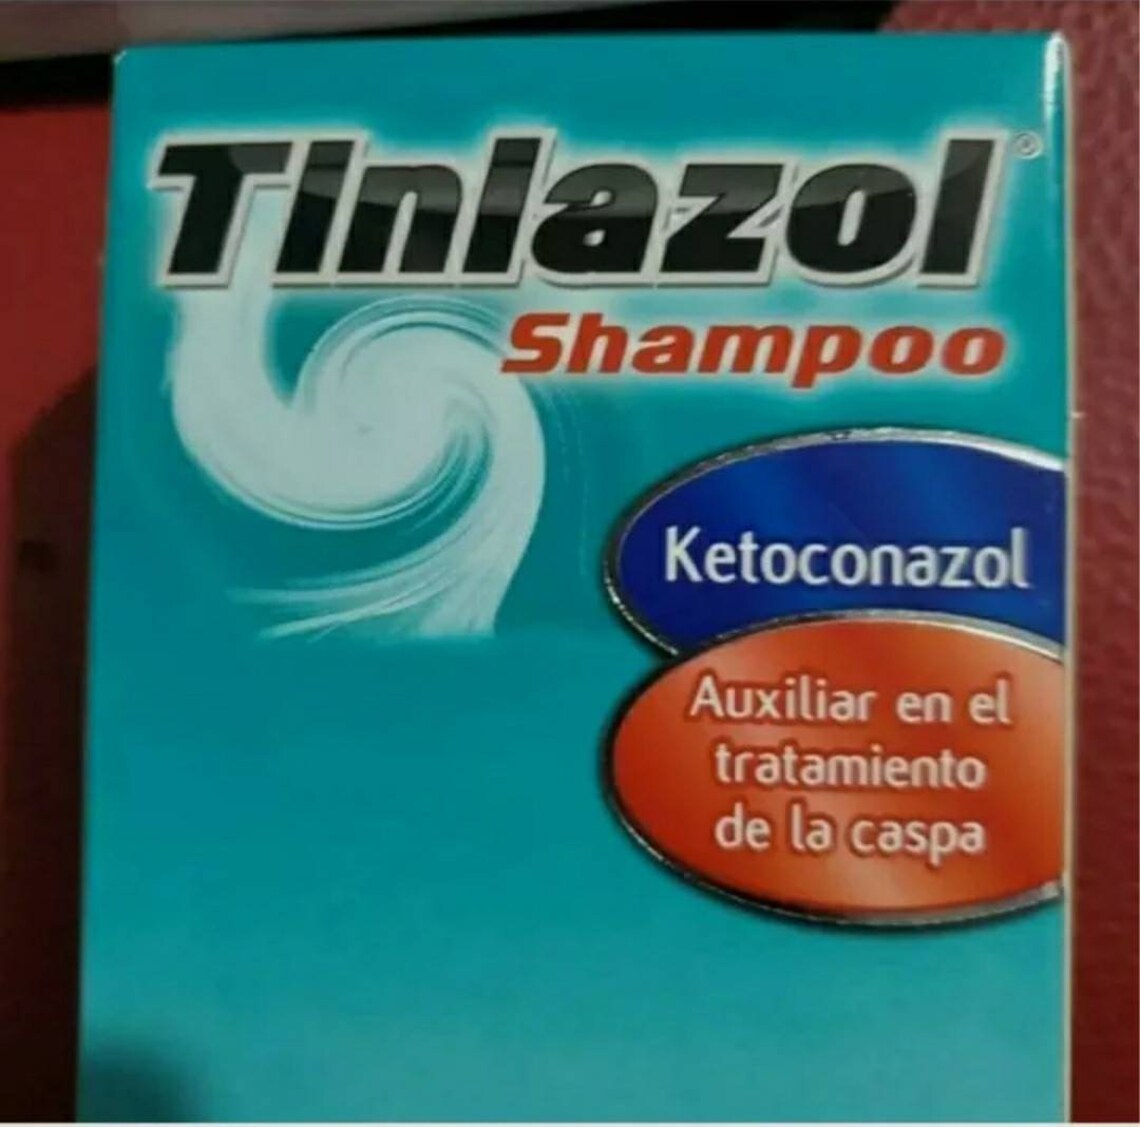 Tiniazol®
Shampoo
Ketoconazol
Auxiliar en el
tratamiento
de la caspa